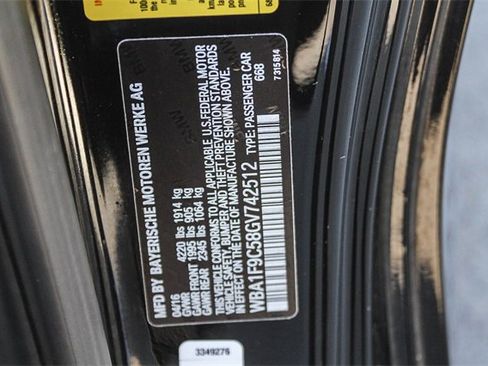 MFD BY BAYERISCHE MOTOREN WERKE AG
04/16
GVWR 4220 lbs 1914 kg
GAWR FRONT 1995 lbs 905 kg
GAWR REAR 2345 lbs 1064 kg
THIS VEHICLE CONFORMS TO ALL APPLICABLE U.S. FEDERAL MOTOR
VEHICLE SAFETY, BUMPER, AND THEFT PREVENTION STANDARDS
IN EFFECT ON THE DATE OF MANUFACTURE SHOWN ABOVE.
WBA1F9C58GV742512 TYPE: PASSENGER CAR
668
7315814
3349276